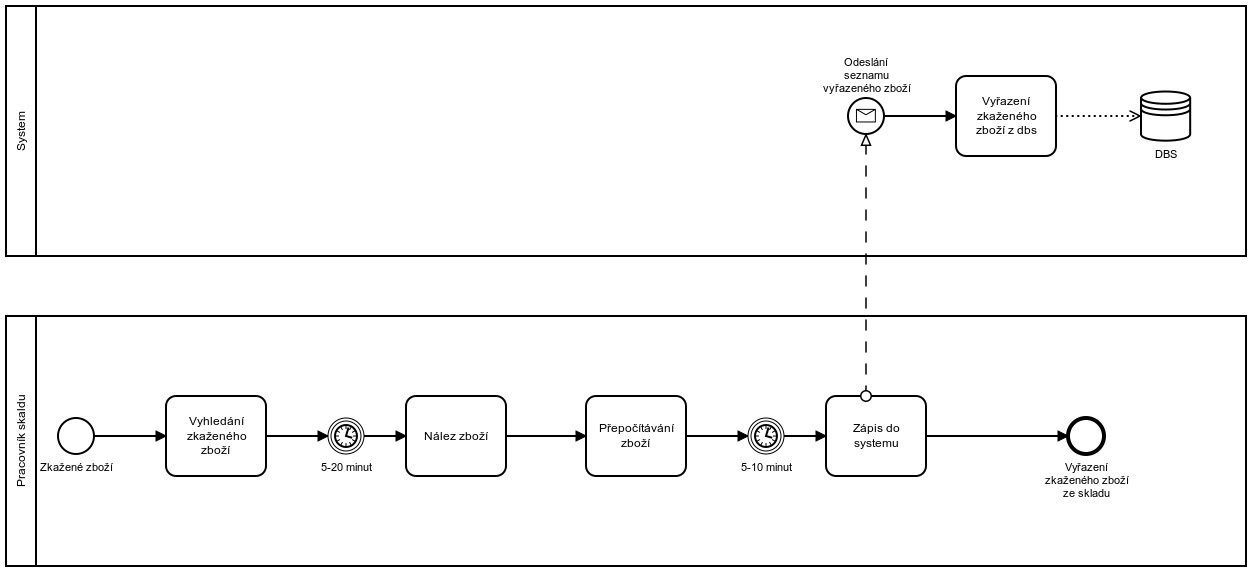 System
Odeslání
seznamu
vyřazeného zboží
Vyřazení
zkaženého
zboží z dbs
DBS
Pracovník skaldu
Zkažené zboží
Vyhledání
zkaženého
zboží
5-20 minut
Nález zboží
Přepočítávání
zboží
5-10 minut
Zápis do
systemu
Vyřazení
zkaženého zboží
ze skladu